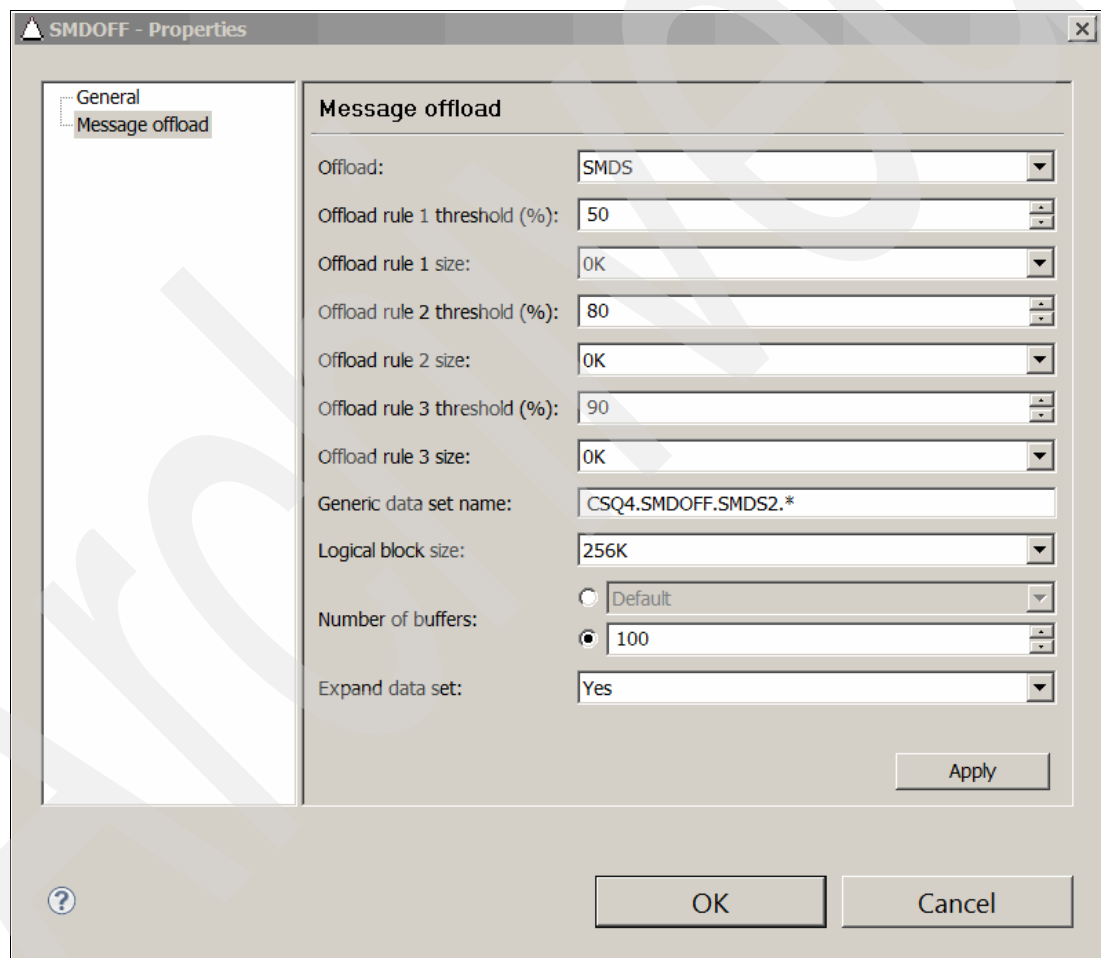 SMDOFF - Properties
General
Message offload
Message offload
Offload: SMDS
Offload rule 1 threshold (%): 50
Offload rule 1 size: 0K
Offload rule 2 threshold (%): 80
Offload rule 2 size: 0K
Offload rule 3 threshold (%): 90
Offload rule 3 size: 0K
Generic data set name: CSQ4.SMDOFF.SMDS2.*
Logical block size: 256K
Default
Number of buffers:
100
Expand data set: Yes
Apply
? OK Cancel